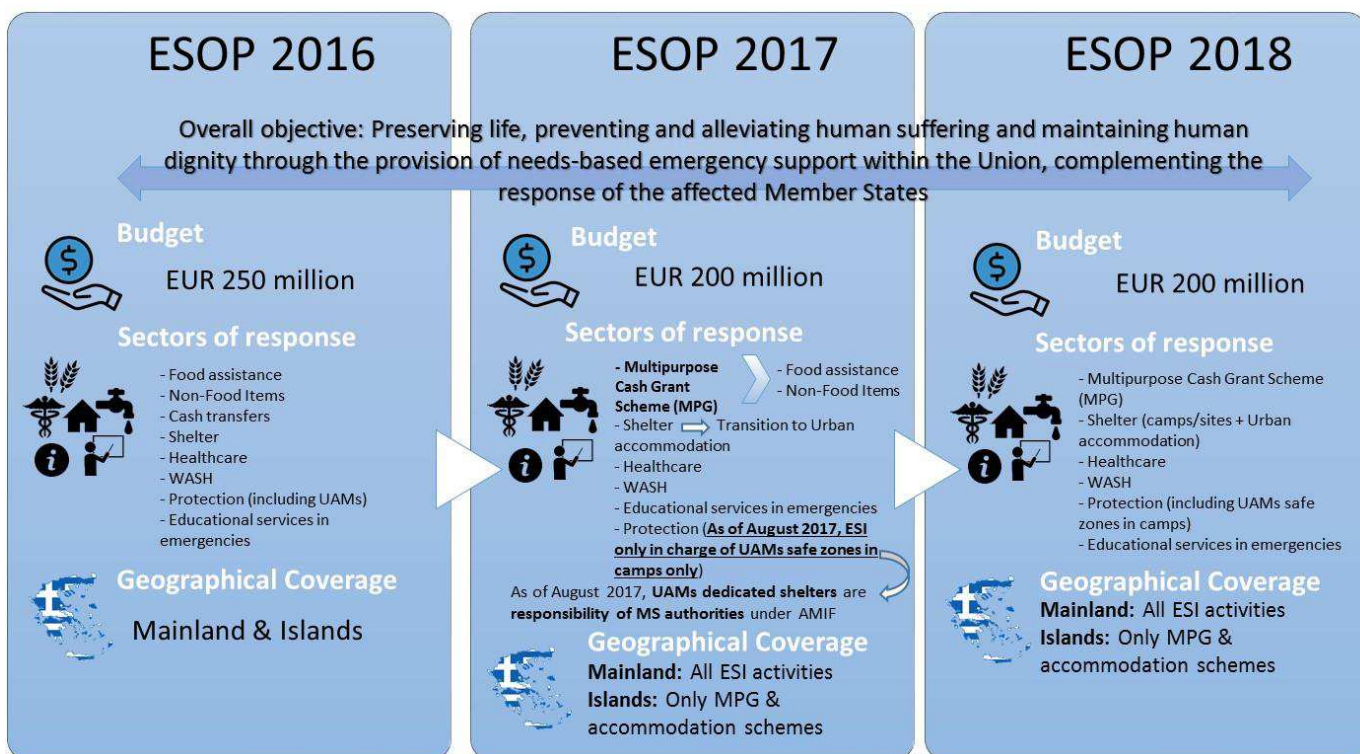 ESOP 2016
ESOP 2017
ESOP 2018
Overall objective: Preserving life, preventing and alleviating human suffering and maintaining human
dignity through the provision of needs-based emergency support within the Union, complementing the
response of the affected Member States
Budget
EUR 250 million
Sectors of response
- Food assistance
- Non-Food Items
- Cash transfers
- Shelter
- Healthcare
- WASH
- Protection (including UAMs)
- Educational services in
emergencies
Geographical Coverage
Mainland & Islands
Budget
EUR 200 million
Sectors of response
- Multipurpose
Cash Grant
Scheme (MPG)
- Food assistance
- Non-Food Items
- Shelter
Transition to Urban
accommodation
- Healthcare
- WASH
- Educational services in emergencies
- Protection (As of August 2017, ESI
only in charge of UAMs safe zones in
camps only)
As of August 2017, UAMs dedicated shelters are
responsibility of MS authorities under AMIF
Geographical Coverage
Mainland: All ESI activities
Islands: Only MPG &
accommodation schemes
Budget
EUR 200 million
Sectors of response
- Multipurpose Cash Grant Scheme
(MPG)
- Shelter (camps/sites + Urban
accommodation)
- Healthcare
- WASH
- Protection (including UAMs safe
zones in camps)
- Educational services in emergencies
Geographical Coverage
Mainland: All ESI activities
Islands: Only MPG &
accommodation schemes